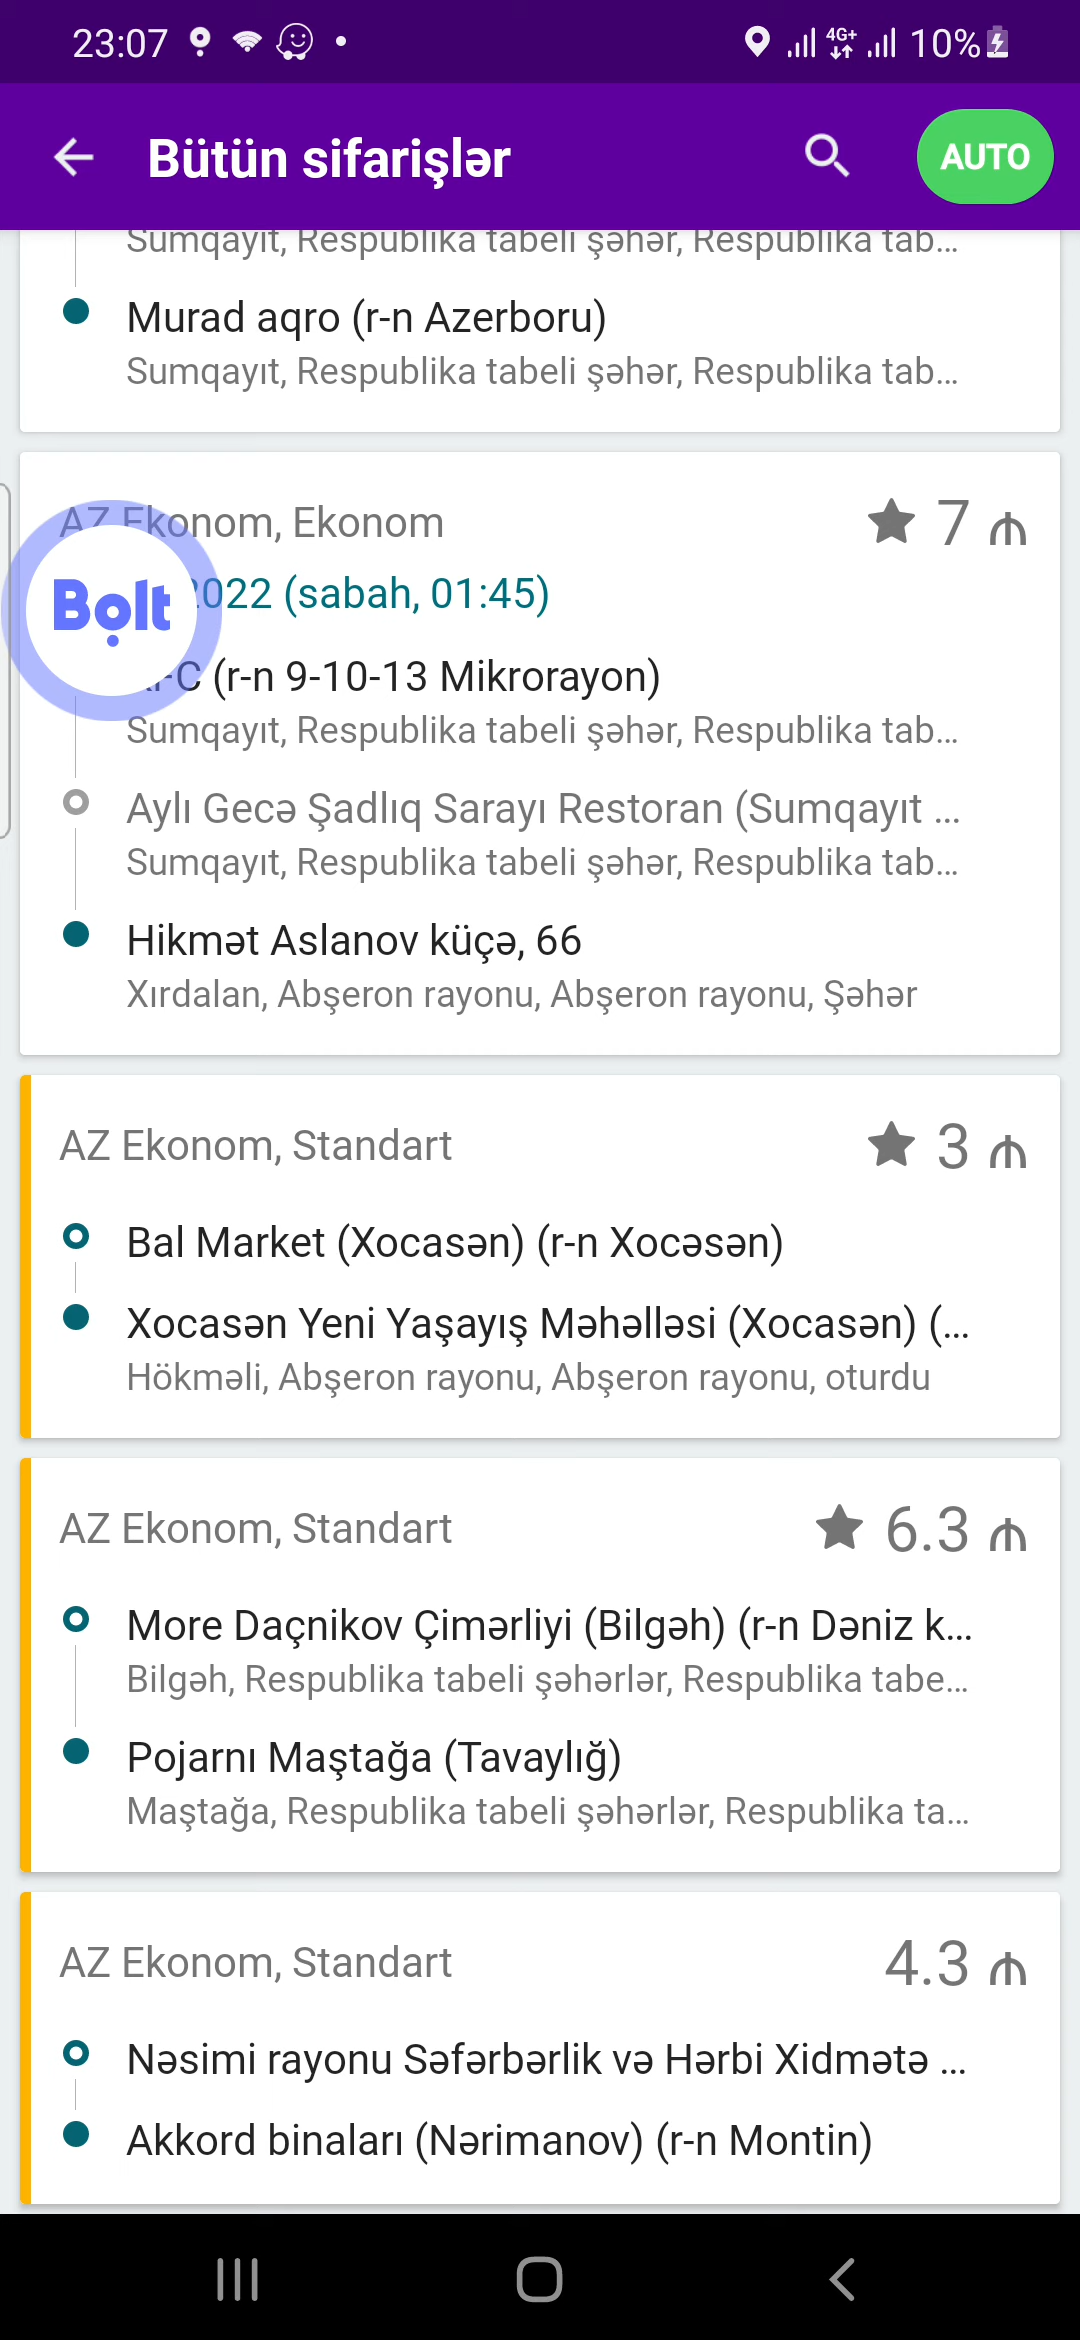 23:07
4G+
10%
Bütün sifarişlər
AUTO
Sumqayıt, Respublika tabeli şəhər, Respublika tab...
Murad aqro (r-n Azerboru)
Sumqayıt, Respublika tabeli şəhər, Respublika tab...
AZ Ekonom, Ekonom
7 ₼
2022 (sabah, 01:45)
Bolt
(r-n 9-10-13 Mikrorayon)
Sumqayıt, Respublika tabeli şəhər, Respublika tab...
Aylı Gecə Şadlıq Sarayı Restoran (Sumqayıt ...
Sumqayıt, Respublika tabeli şəhər, Respublika tab...
Hikmət Aslanov küçə, 66
Xırdalan, Abşeron rayonu, Abşeron rayonu, Şəhər
AZ Ekonom, Standart
3 ₼
Bal Market (Xocasən) (r-n Xocəsən)
Xocasən Yeni Yaşayış Məhəlləsi (Xocasən) (...
Hökməli, Abşeron rayonu, Abşeron rayonu, oturdu
AZ Ekonom, Standart
6.3 ₼
More Daçnikov Çimərliyi (Bilgəh) (r-n Dəniz k...
Bilgəh, Respublika tabeli şəhərlər, Respublika tabe...
Pojarnı Maştağa (Tavaylığ)
Maştağa, Respublika tabeli şəhərlər, Respublika ta...
AZ Ekonom, Standart
4.3 ₼
Nəsimi rayonu Səfərbərlik və Hərbi Xidmətə ...
Akkord binaları (Nərimanov) (r-n Montin)